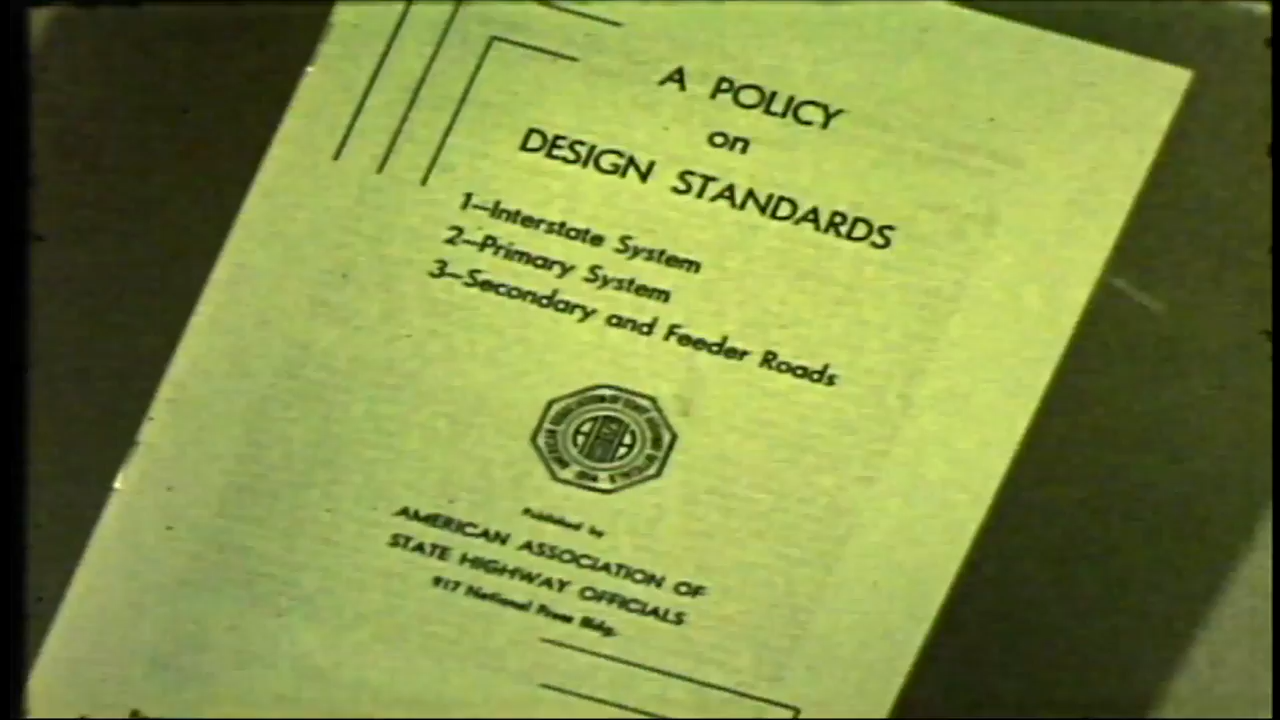 A POLICY
on
DESIGN STANDARDS
1—Interstate System
2—Primary System
3—Secondary and Feeder Roads
Published by
AMERICAN ASSOCIATION OF
STATE HIGHWAY OFFICIALS
917 National Press Bldg.